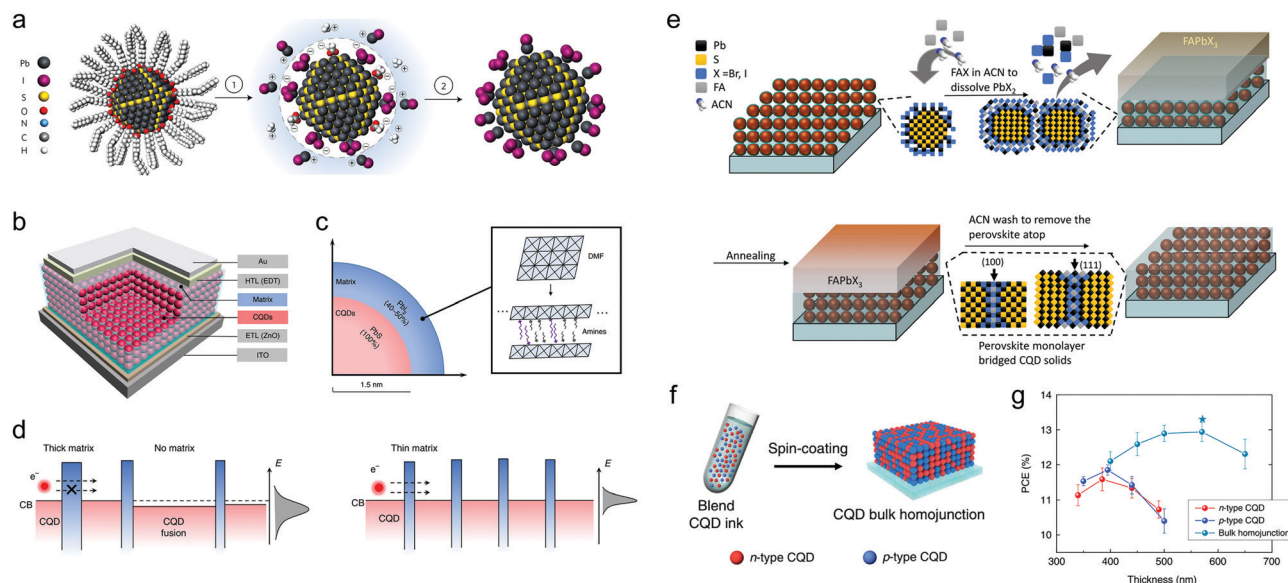 a
Pb
I
S
O
N
C
H
1
2
b
Au
HTL (EDT)
Matrix
CQDs
ETL (ZnO)
ITO
c
Matrix
PbI2
(40–50%)
CQDs
PbS
(100%)
1.5 nm
DMF
Amines
d
Thick matrix
No matrix
e−
CB
CQD
CQD
fusion
E
Thin matrix
e−
CB
CQD
E
e
Pb
S
X =Br, I
FA
ACN
FAX in ACN to
dissolve PbX2
FAPbX3
Annealing
FAPbX3
ACN wash to remove the
perovskite atop
(100)
(111)
Perovskite monolayer
bridged CQD solids
f
Spin-coating
Blend
CQD ink
CQD bulk homojunction
n-type CQD
p-type CQD
g
PCE (%)
14
13
12
11
10
300
400
500
600
700
Thickness (nm)
n-type CQD
p-type CQD
Bulk homojunction